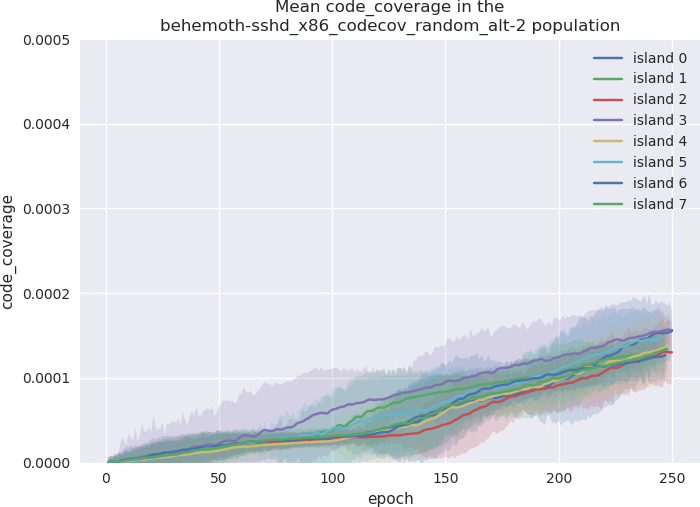 Mean code_coverage in the
behemoth-sshd_x86_codecov_random_alt-2 population
code_coverage
0.0005
0.0004
0.0003
0.0002
0.0001
0.0000
island 0
island 1
island 2
island 3
island 4
island 5
island 6
island 7
0 50 100 150 200 250
epoch